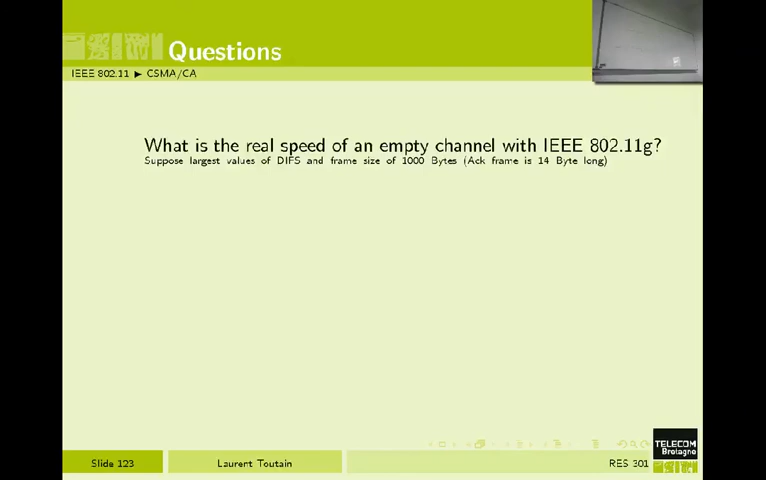 Questions
IEEE 802.11 ▶ CSMA/CA
What is the real speed of an empty channel with IEEE 802.11g?
Suppose largest values of DIFS and frame size of 1000 Bytes (Ack frame is 14 Byte long)
TELECOM
Bretagne
Slide 123
Laurent Toutain
RES 301